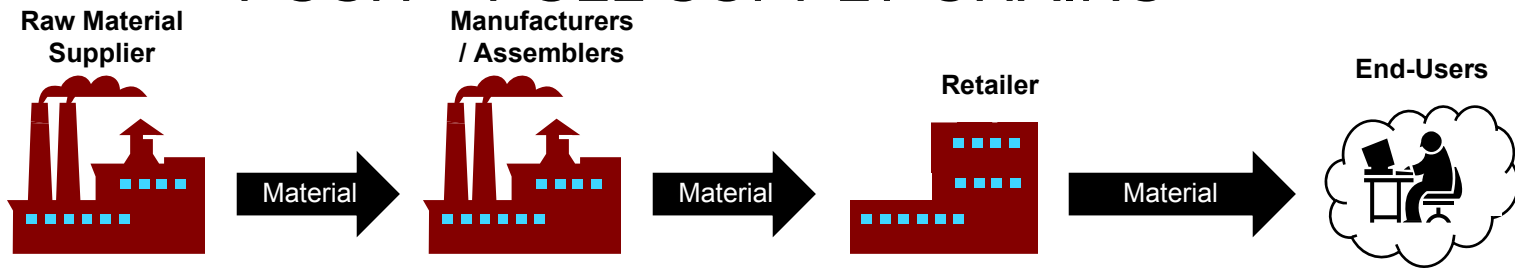 Raw Material
Supplier
Manufacturers
/ Assemblers
Retailer
End-Users
Material
Material
Material